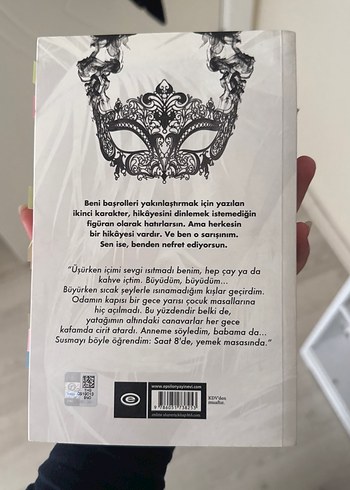 Beni başrolleri yakınlaştırmak için yazılan
ikinci karakter, hikâyesini dinlemek istemediğin
figüran olarak hatırlarsın. Ama herkesin
bir hikâyesi vardır. Ve ben o sarışınım.
Sen ise, benden nefret ediyorsun.
“Üşürken içimi sevgi ısıtmadı benim, hep çay ya da
kahve içtim. Büyüdüm, büyüdüm...
Büyürken sıcak şeylerle ısınamadığım kışlar geçirdim.
Odamın kapısı bir gece yarısı çocuk masallarına
hiç açılmadı. Bu yüzdendir belki de,
yatağımın altındaki canavarlar her gece
kafamda cirit atardı. Anneme söyledim, babama da...
Susmayı böyle öğrendim: Saat 8'de, yemek masasında.”
www.epsilonyayinevi.com
KDV'den
muaftır.